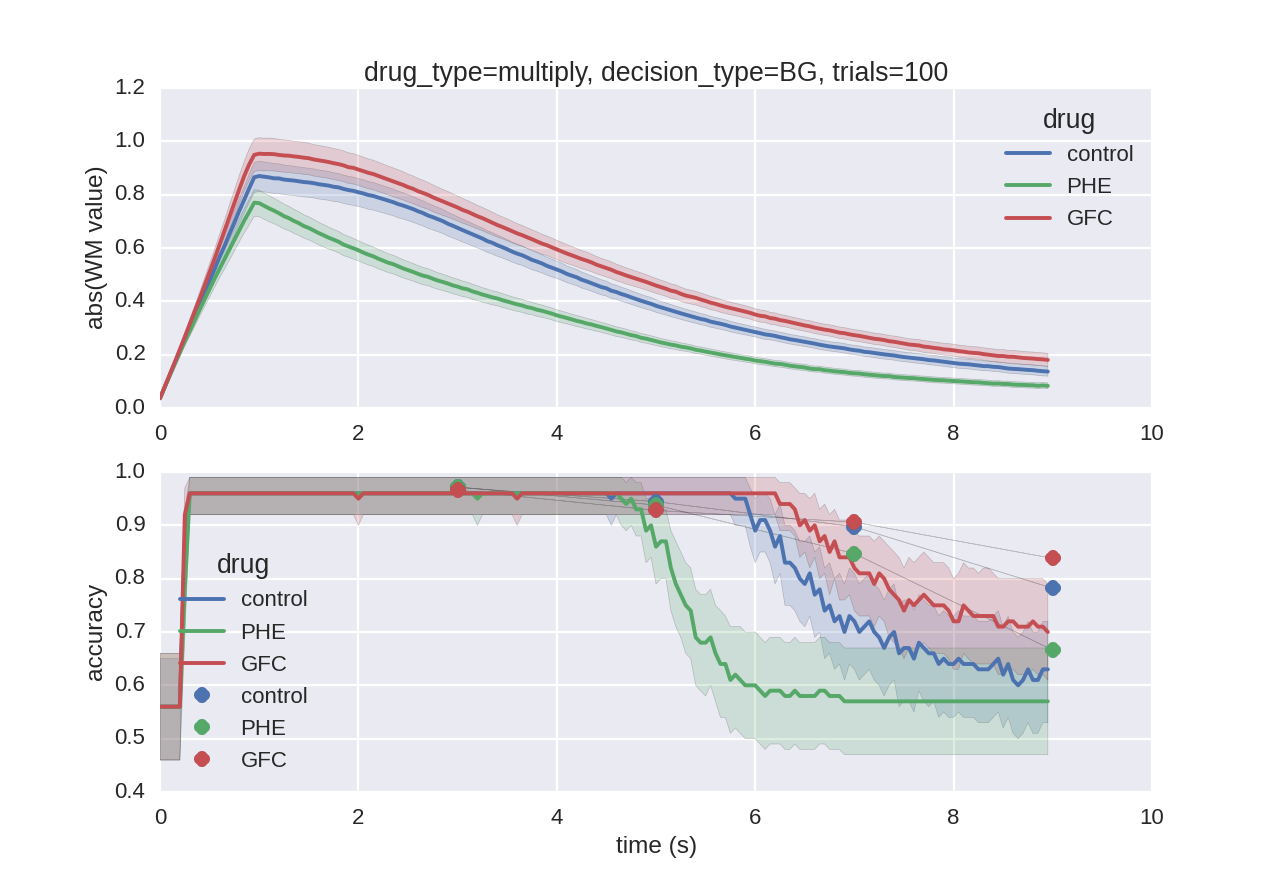 drug_type=multiply, decision_type=BG, trials=100
1.2
1.0
0.8
0.6
0.4
0.2
0.0
abs(WM value)
drug
control
PHE
GFC
0 2 4 6 8 10
1.0
0.9
0.8
0.7
0.6
0.5
0.4
accuracy
drug
control
PHE
GFC
control
PHE
GFC
0 2 4 6 8 10
time (s)